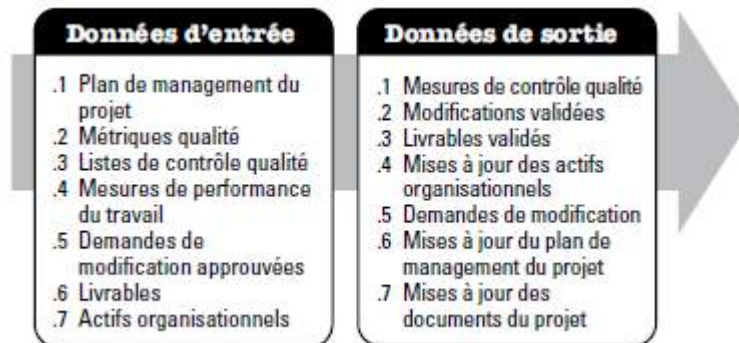 Données d'entrée
.1 Plan de management du
projet
.2 Métriques qualité
.3 Listes de contrôle qualité
.4 Mesures de performance
du travail
.5 Demandes de
modification approuvées
.6 Livrables
.7 Actifs organisationnels
Données de sortie
.1 Mesures de contrôle qualité
.2 Modifications validées
.3 Livrables validés
.4 Mises à jour des actifs
organisationnels
.5 Demandes de modification
.6 Mises à jour du plan de
management du projet
.7 Mises à jour des
documents du projet